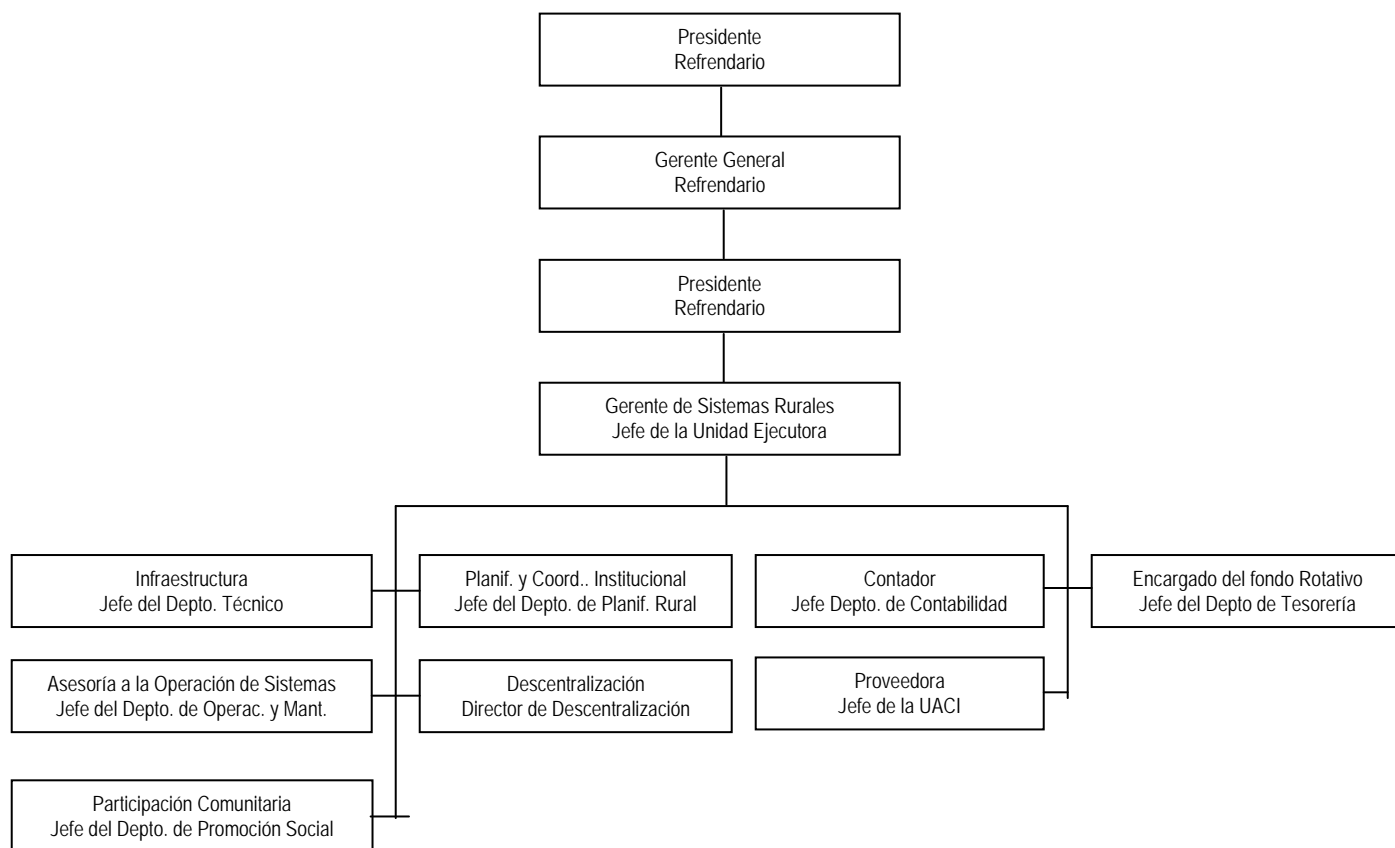 Presidente
Refrendario
Gerente General
Refrendario
Presidente
Refrendario
Gerente de Sistemas Rurales
Jefe de la Unidad Ejecutora
Infraestructura
Jefe del Depto. Técnico
Planif. y Coord.. Institucional
Jefe del Depto. de Planif. Rural
Contador
Jefe Depto. de Contabilidad
Encargado del fondo Rotativo
Jefe del Depto de Tesorería
Asesoría a la Operación de Sistemas
Jefe del Depto. de Operac. y Mant.
Descentralización
Director de Descentralización
Proveedora
Jefe de la UACI
Participación Comunitaria
Jefe del Depto. de Promoción Social